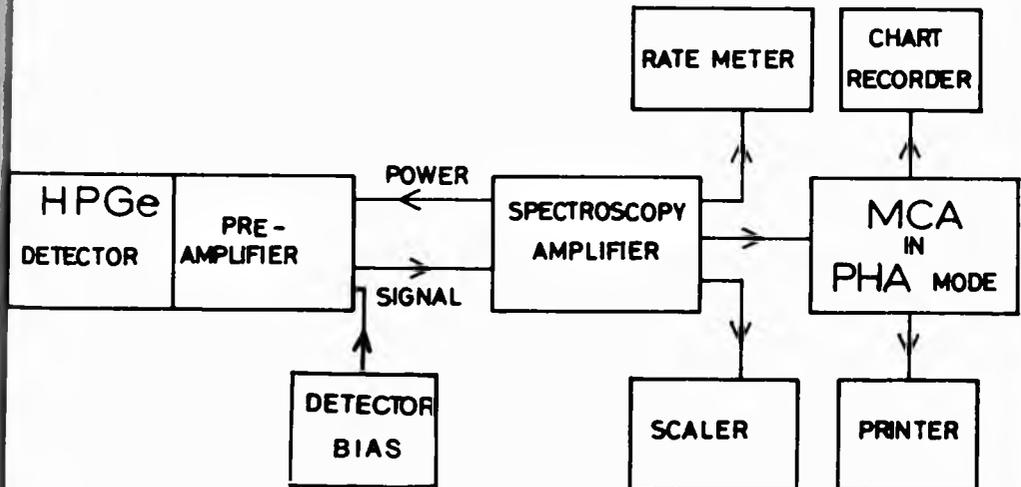 RATE METER
CHART
RECORDER
HPGe
DETECTOR
PRE-
AMPLIFIER
POWER
SIGNAL
SPECTROSCOPY
AMPLIFIER
MCA
IN
PHA MODE
DETECTOR
BIAS
SCALER
PRINTER